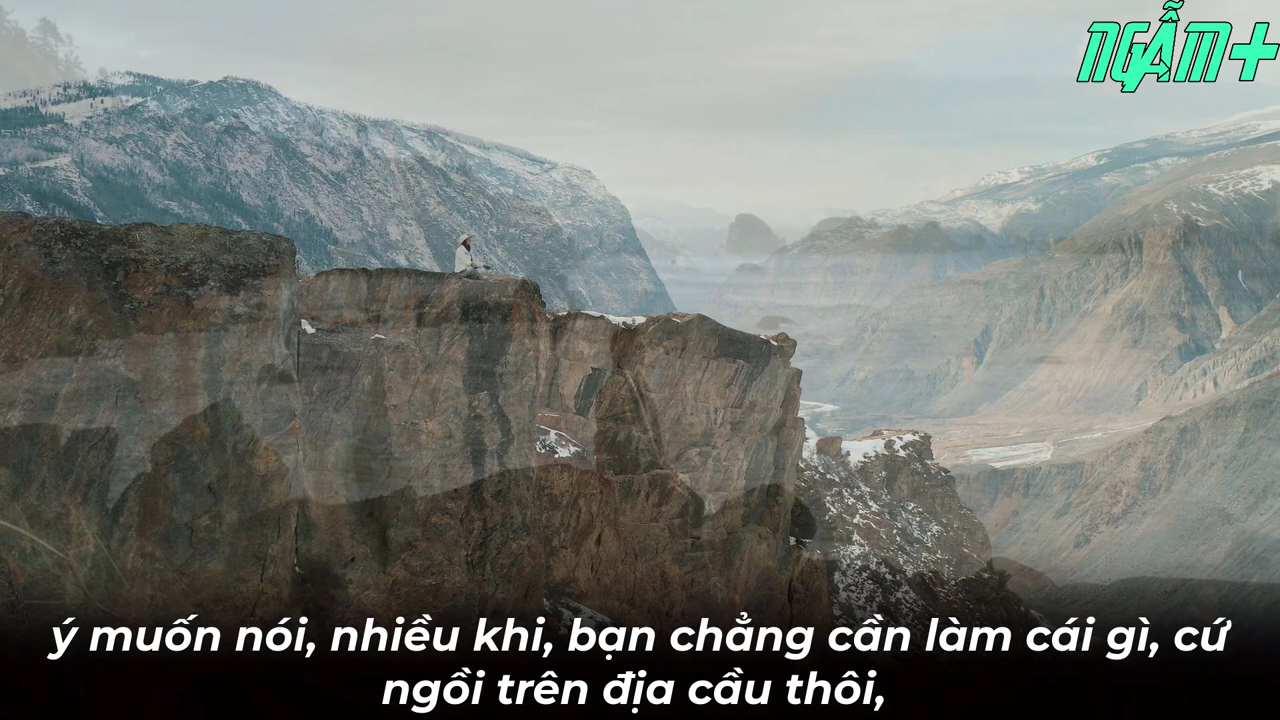 NGẪM+
ý muốn nói, nhiều khi, bạn chẳng cần làm cái gì, cứ
ngồi trên địa cầu thôi,